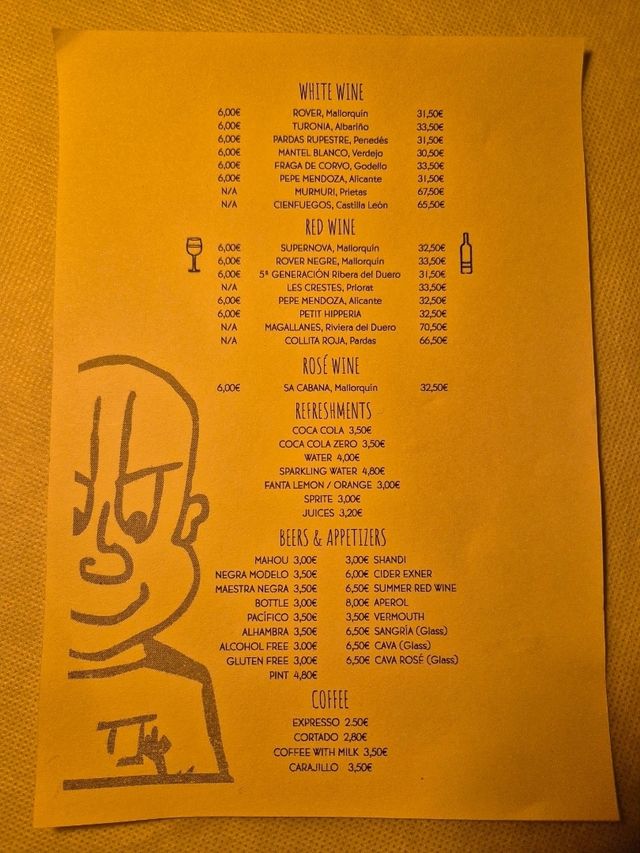 WHITE WINE
6,00€ ROVER, Mallorquín 31,50€
6,00€ TURONIA, Albariño 33,50€
6,00€ PARDAS RUPESTRE, Penedés 31,50€
6,00€ MANTEL BLANCO, Verdejo 30,50€
6,00€ FRAGA DE CORVO, Godello 33,50€
6,00€ PEPE MENDOZA, Alicante 31,50€
N/A MURMURI, Prietas 67,50€
N/A CIENFUEGOS, Castilla León 65,50€
RED WINE
6,00€ SUPERNOVA, Mallorquín 32,50€
6,00€ ROVER NEGRE, Mallorquín 33,50€
6,00€ 5ª GENERACIÓN Ribera del Duero 31,50€
N/A LES CRESTES, Priorat 33,50€
6,00€ PEPE MENDOZA, Alicante 32,50€
6,00€ PETIT HIPPERIA 32,50€
N/A MAGALLANES, Riviera del Duero 70,50€
N/A COLLITA ROJA, Pardas 66,50€
ROSÉ WINE
6,00€ SA CABANA, Mallorquín 32,50€
REFRESHMENTS
COCA COLA 3,50€
COCA COLA ZERO 3,50€
WATER 4,00€
SPARKLING WATER 4,80€
FANTA LEMON / ORANGE 3,00€
SPRITE 3,00€
JUICES 3,20€
BEERS & APPETIZERS
MAHOU 3,00€ 3,00€ SHANDI
NEGRA MODELO 3,50€ 6,00€ CIDER EXNER
MAESTRA NEGRA 3,50€ 6,50€ SUMMER RED WINE
BOTTLE 3,00€ 8,00€ APEROL
PACÍFICO 3,50€ 3,50€ VERMOUTH
ALHAMBRA 3,50€ 6,50€ SANGRÍA (Glass)
ALCOHOL FREE 3,00€ 6,50€ CAVA (Glass)
GLUTEN FREE 3,00€ 6,50€ CAVA ROSÉ (Glass)
PINT 4,80€
COFFEE
EXPRESSO 2.50€
CORTADO 2,80€
COFFEE WITH MILK 3,50€
CARAJILLO 3,50€